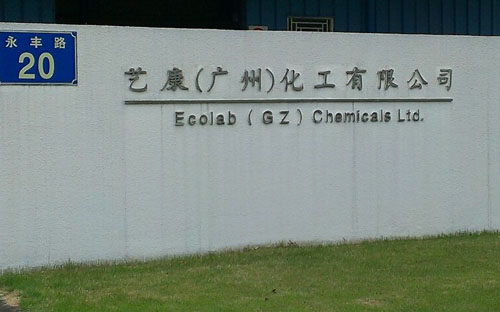 永丰路
20
艺康(广州)化工有限公司
Ecolab (GZ) Chemicals Ltd.